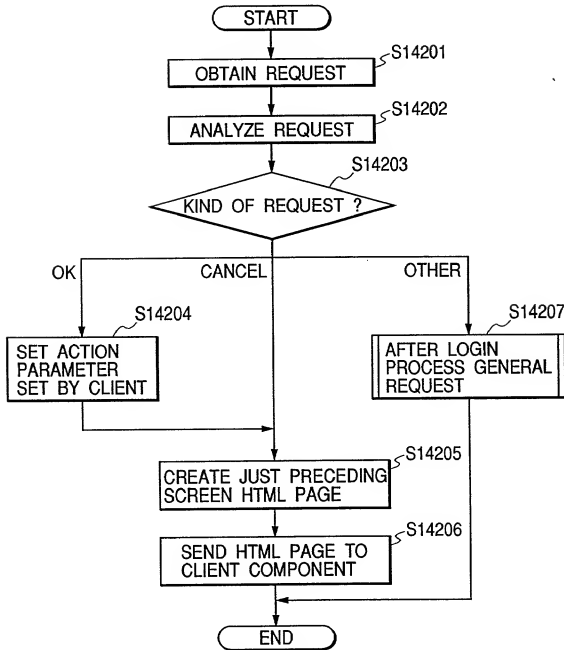 START
S14201
OBTAIN REQUEST
S14202
ANALYZE REQUEST
S14203
KIND OF REQUEST ?
OK
CANCEL
OTHER
S14204
SET ACTION
PARAMETER
SET BY CLIENT
S14207
AFTER LOGIN
PROCESS GENERAL
REQUEST
S14205
CREATE JUST PRECEDING
SCREEN HTML PAGE
S14206
SEND HTML PAGE TO
CLIENT COMPONENT
END